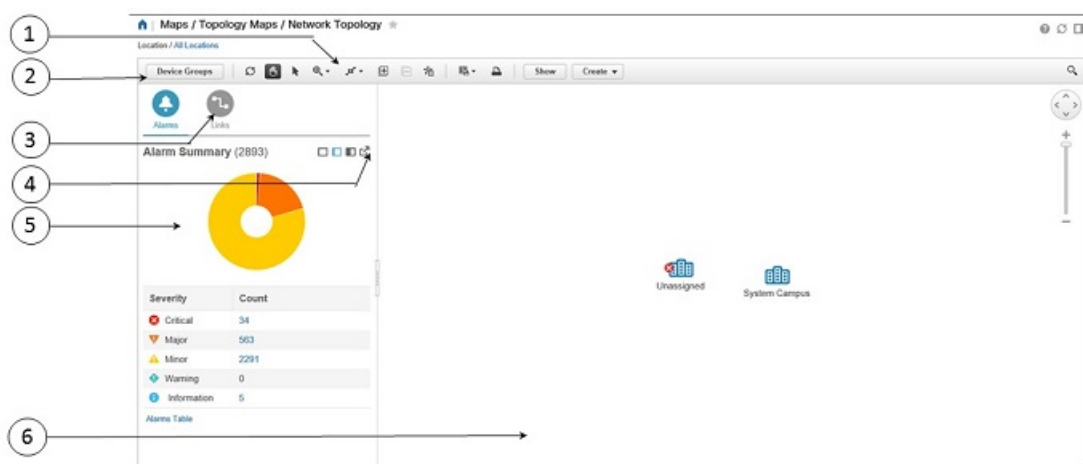 1
Maps / Topology Maps / Network Topology
Location / All Locations
2
Device Groups
Show
Create
3
Alarms
Links
4
Alarm Summary (2893)
5
Unassigned
System Campus
Severity Count
Critical 34
Major 563
Minor 2291
Warning 0
Information 5
Alarms Table
6